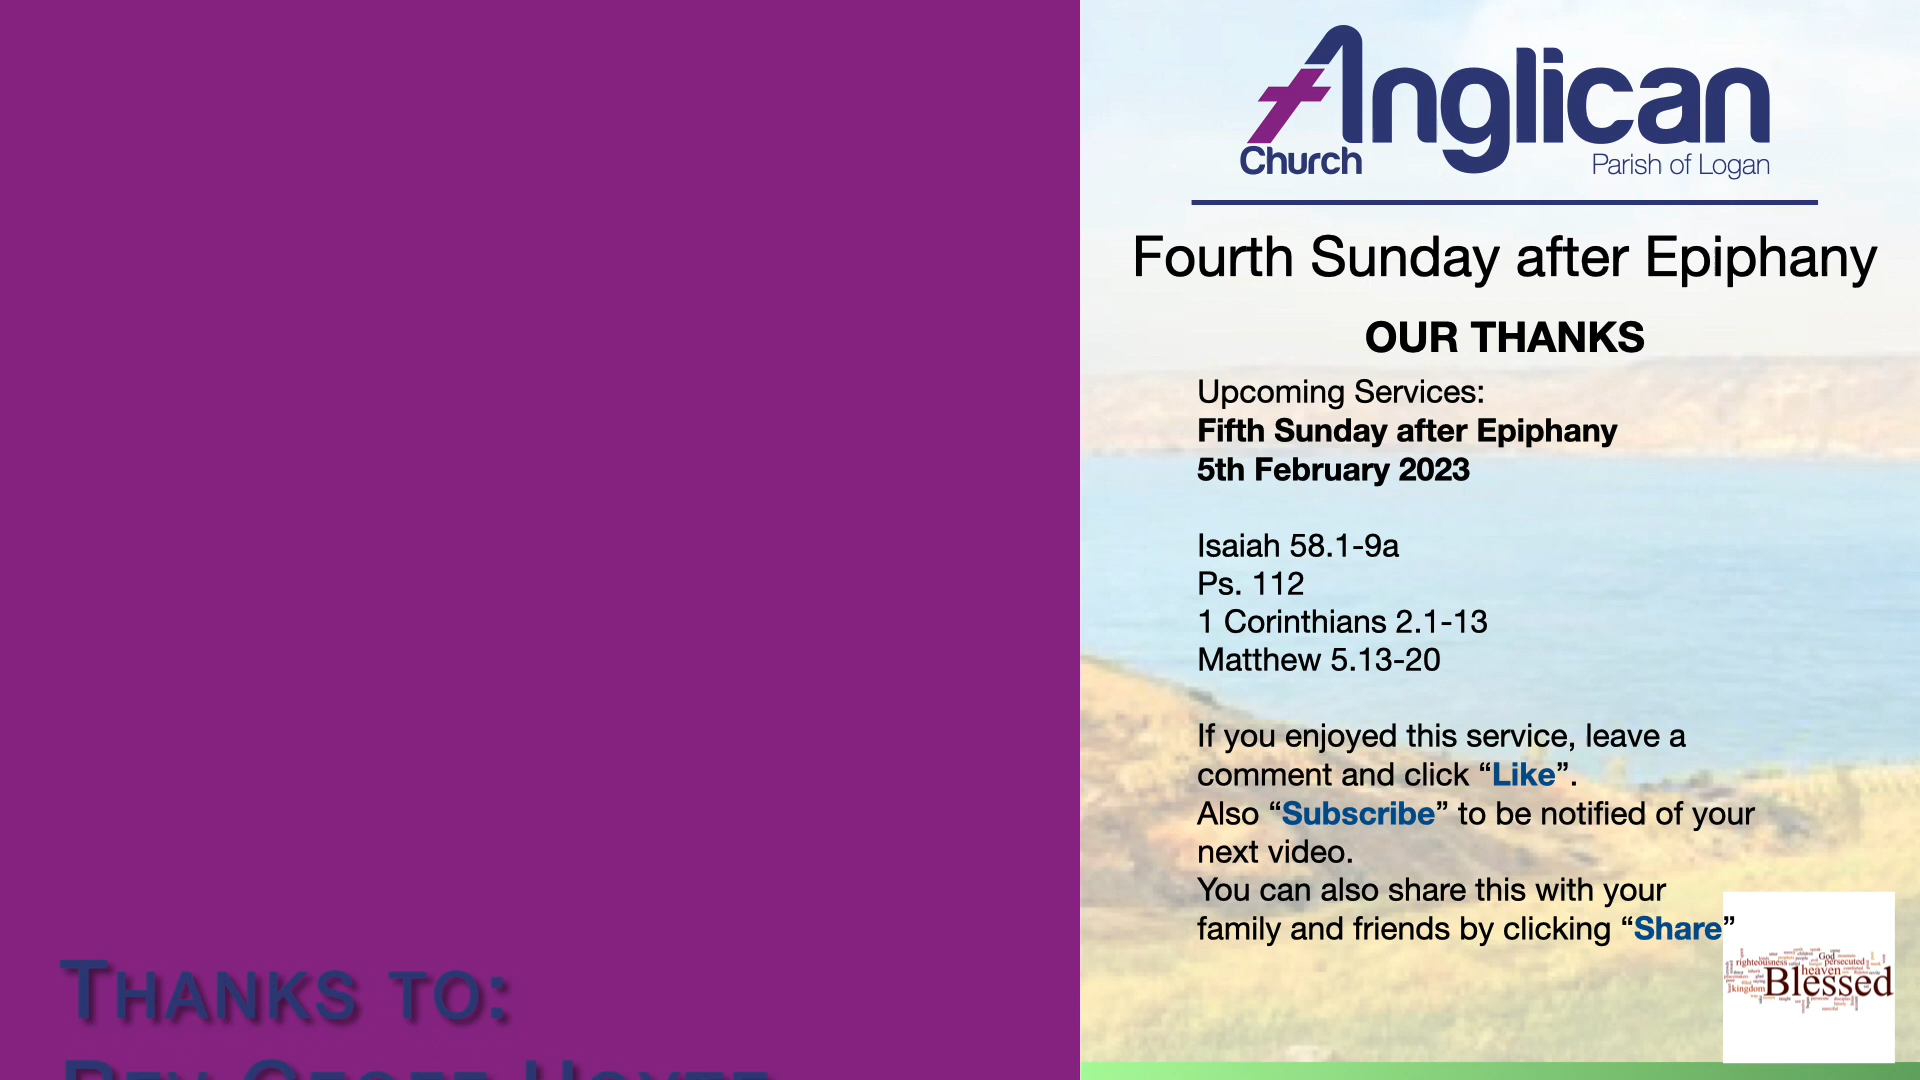 Anglican
Church
Parish of Logan
Fourth Sunday after Epiphany
OUR THANKS
Upcoming Services:
Fifth Sunday after Epiphany
5th February 2023
Isaiah 58.1-9a
Ps. 112
1 Corinthians 2.1-13
Matthew 5.13-20
If you enjoyed this service, leave a
comment and click “Like”.
Also “Subscribe” to be notified of your
next video.
You can also share this with your
family and friends by clicking “Share”
God
righteousness
persecuted
heaven
Blessed
kingdom
THANKS TO: